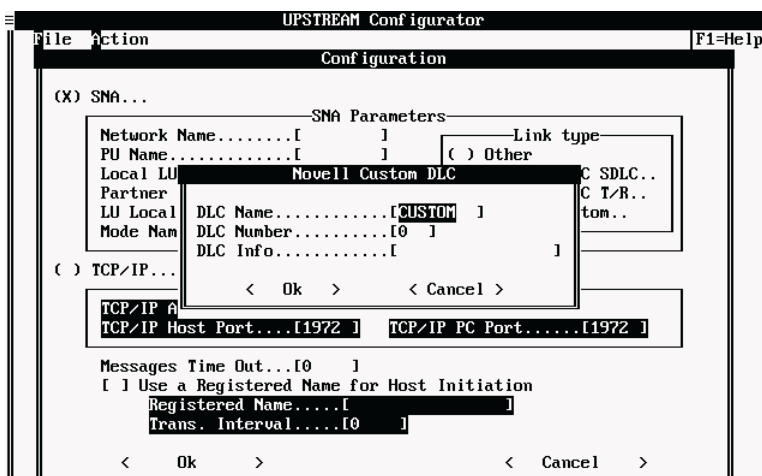 UPSTREAM Configurator
File Action F1=Help
Configuration
(X) SNA...
SNA Parameters
Network Name........[ ] Link type
PU Name.............[ ] ( ) Other
Local LU Novell Custom DLC C SDLC..
Partner C T/R..
LU Local DLC Name............[CUSTOM ] tom..
Mode Nam DLC Number..........[0 ]
DLC Info............[ ]
( ) TCP/IP...
< Ok > < Cancel >
TCP/IP A
TCP/IP Host Port....[1972 ] TCP/IP PC Port......[1972 ]
Messages Time Out...[0 ]
[ ] Use a Registered Name for Host Initiation
Registered Name.....[ ]
Trans. Interval.....[0 ]
< Ok > < Cancel >